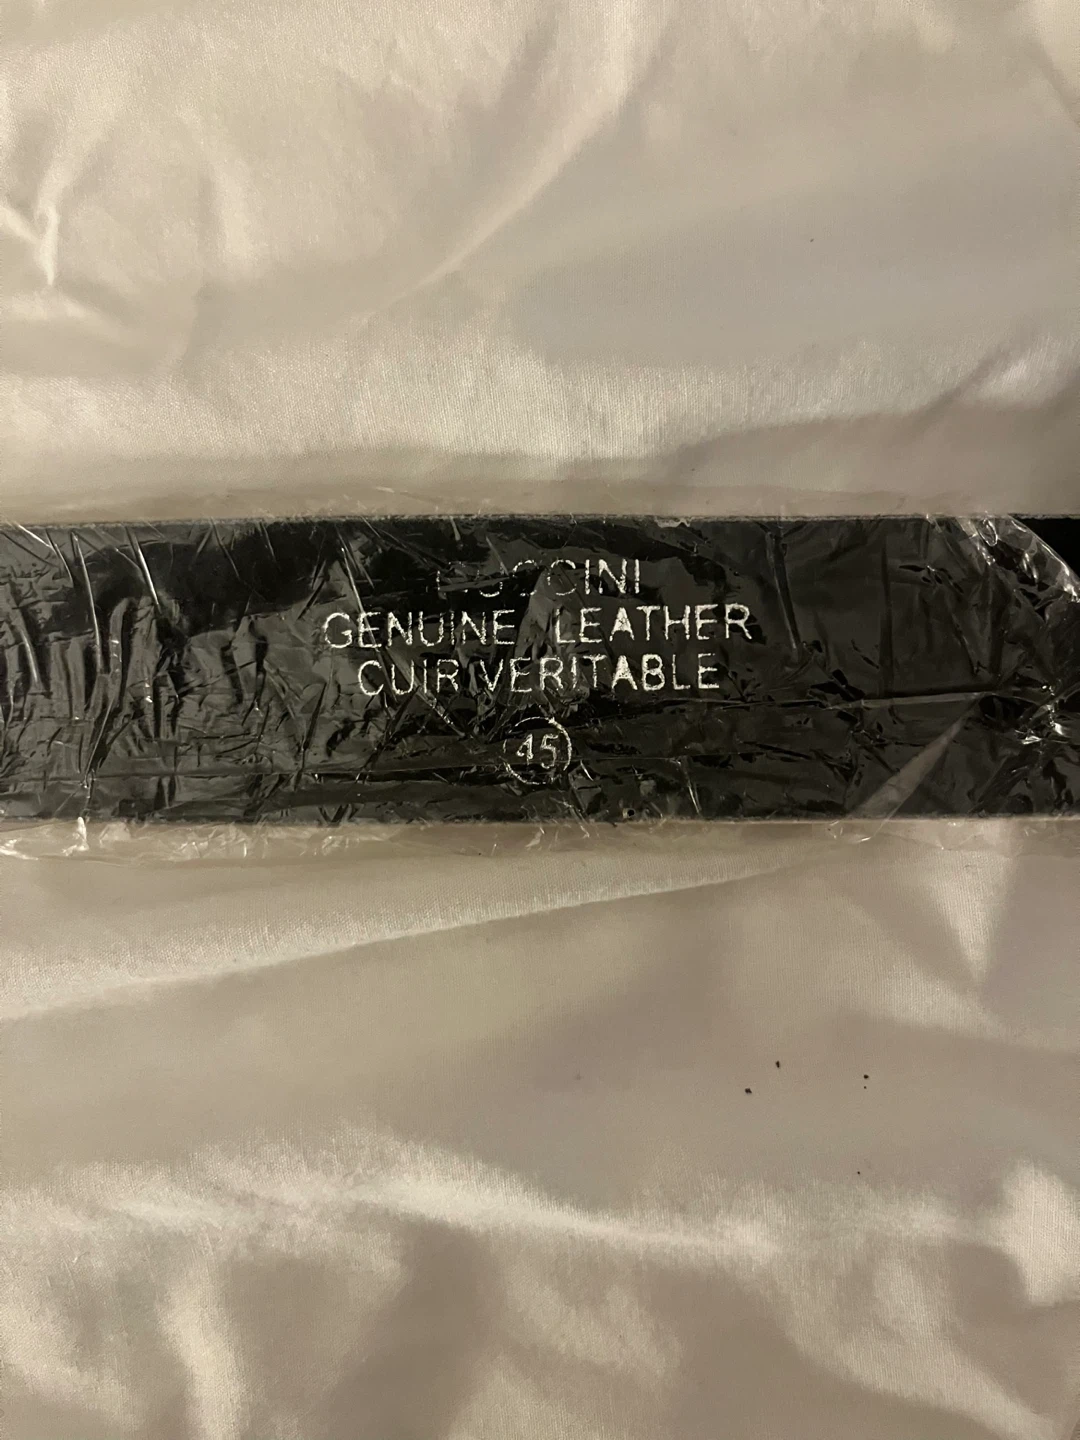 GENUINE LEATHER
CUIR VERITABLE
45